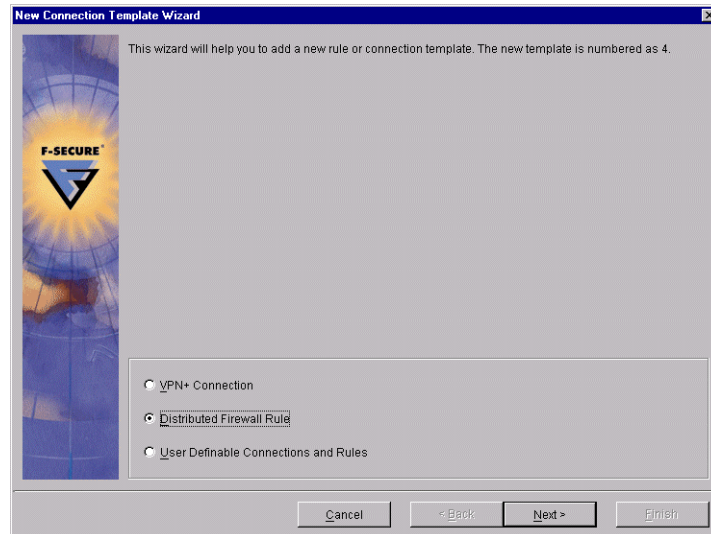 New Connection Template Wizard
This wizard will help you to add a new rule or connection template. The new template is numbered as 4.
F-SECURE
VPN+ Connection
Distributed Firewall Rule
User Definable Connections and Rules
Cancel
< Back
Next >
Finish